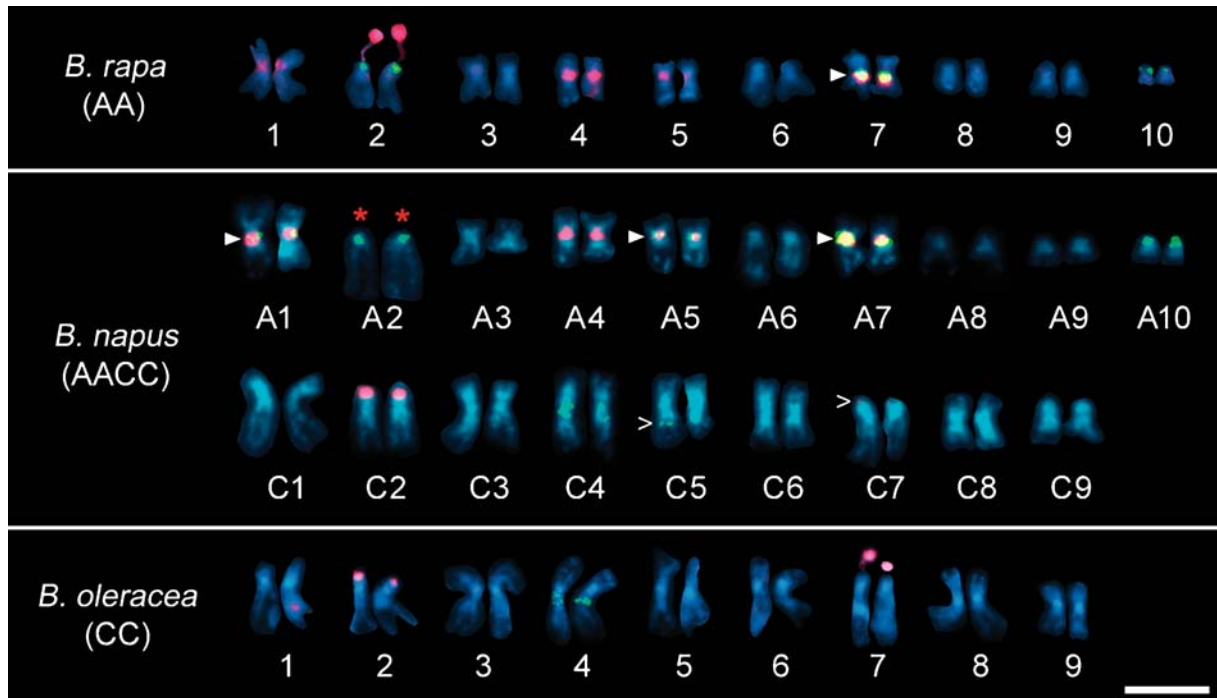 B. rapa
(AA)
1 2 3 4 5 6 7 8 9 10
* *
B. napus
(AACC)
A1 A2 A3 A4 A5 A6 A7 A8 A9 A10
> >
C1 C2 C3 C4 C5 C6 C7 C8 C9
B. oleracea
(CC)
1 2 3 4 5 6 7 8 9